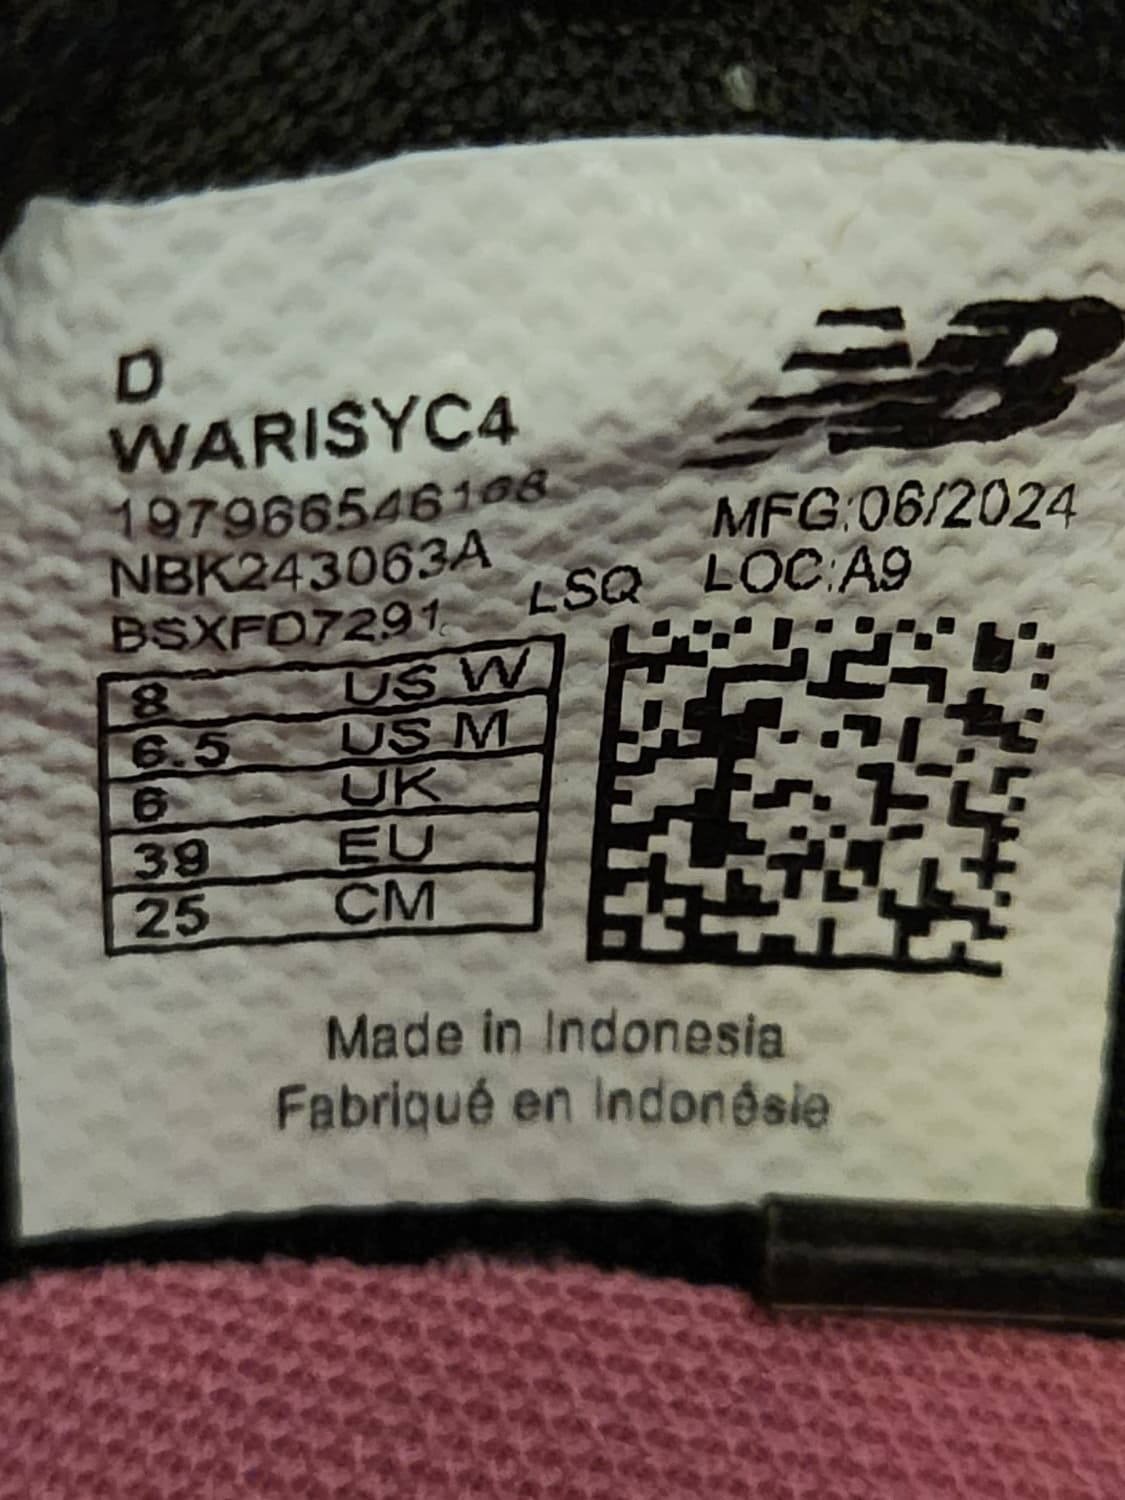 D
WARISYC4
197966546168
NBK243063A
BSXFD7291
LSQ
MFG:06/2024
LOC:A9
8 US W
6.5 US M
6 UK
39 EU
25 CM
Made in Indonesia
Fabriqué en Indonésie